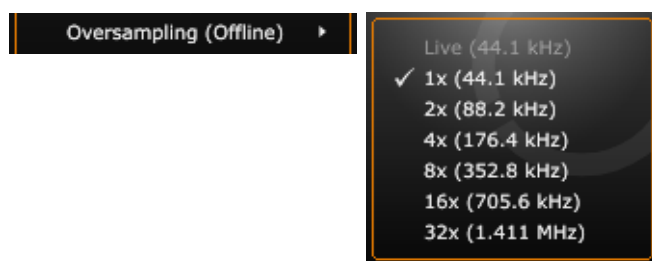 Oversampling (Offline)
Live (44.1 kHz)
1x (44.1 kHz)
2x (88.2 kHz)
4x (176.4 kHz)
8x (352.8 kHz)
16x (705.6 kHz)
32x (1.411 MHz)